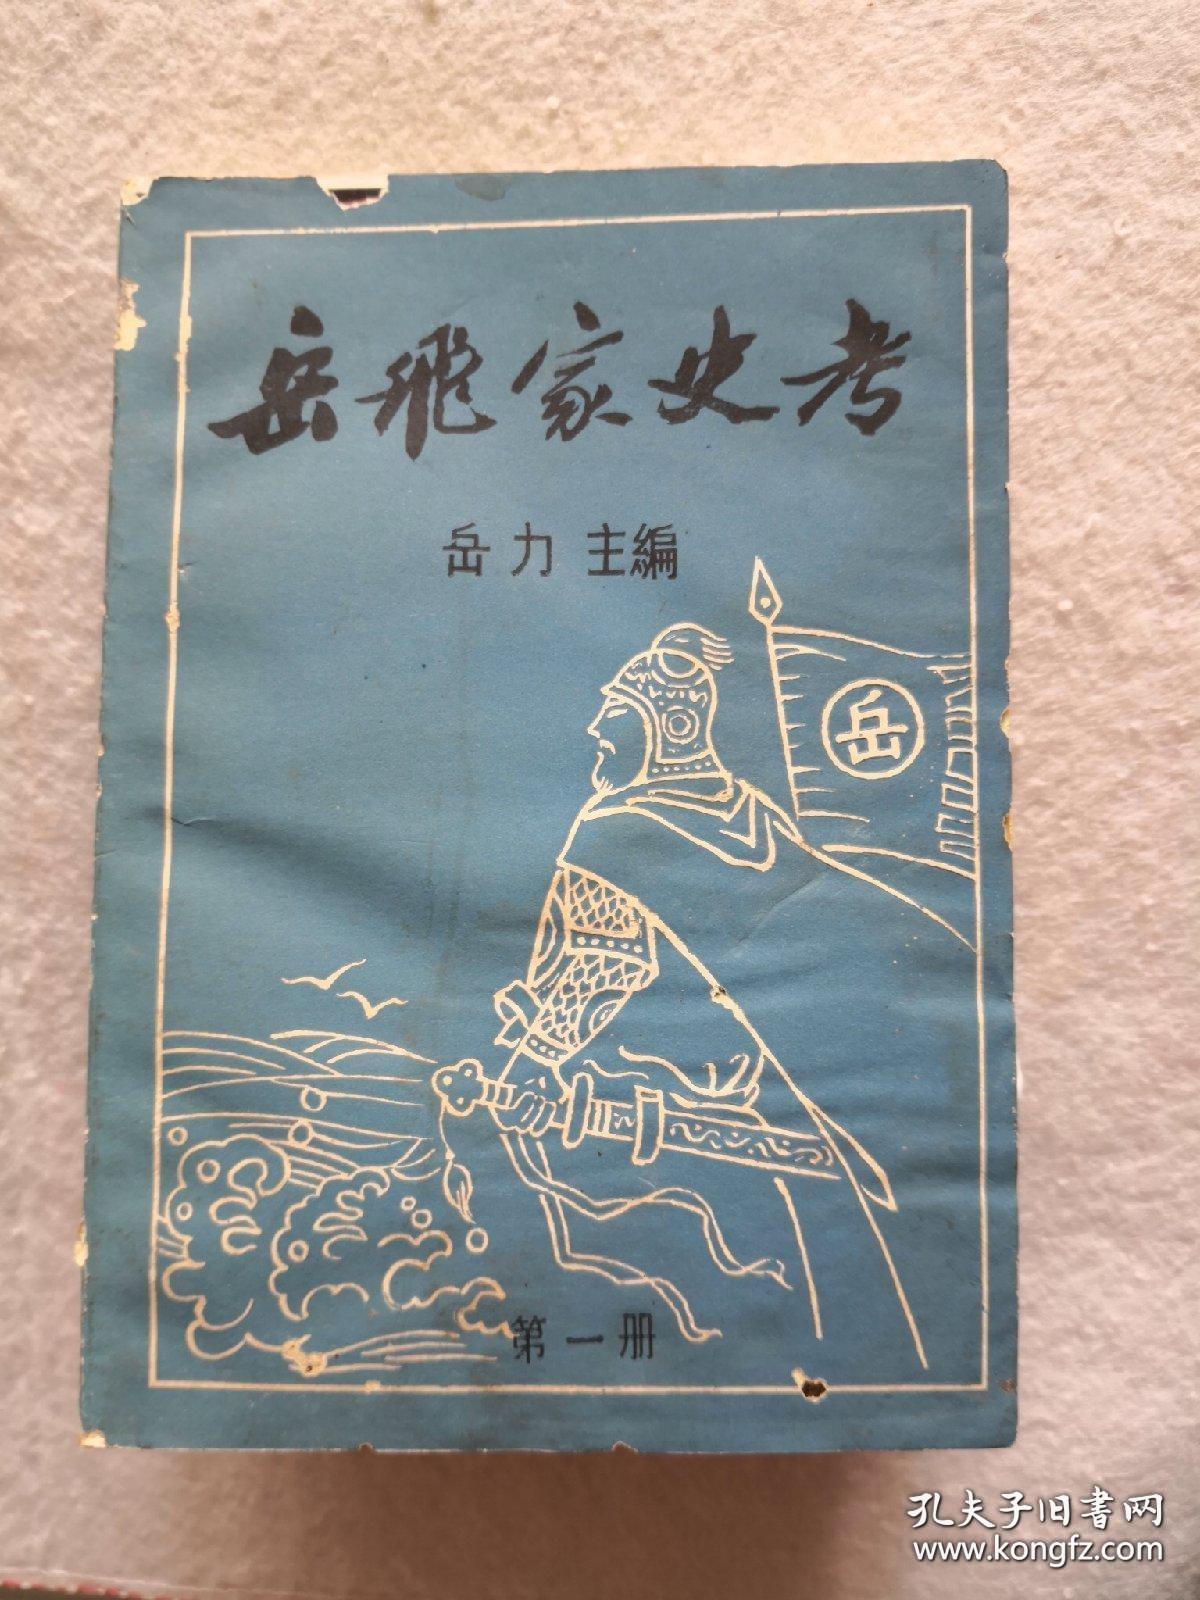 岳飛家史考
岳力 主編
岳
第一册
孔夫子旧書网
www.kongfz.com